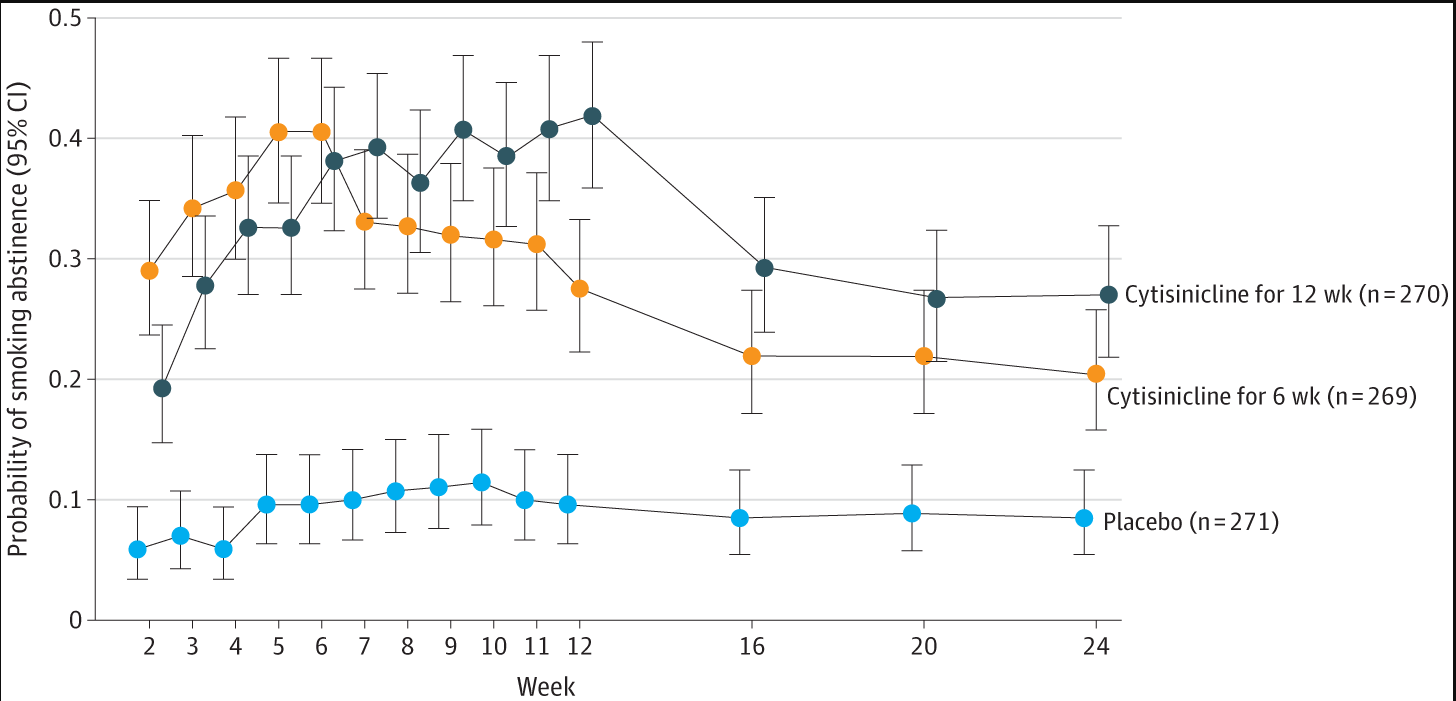 Probability of smoking abstinence (95% CI)
0.5
0.4
0.3
0.2
0.1
0
Cytisinicline for 12 wk (n=270)
Cytisinicline for 6 wk (n=269)
Placebo (n=271)
2 3 4 5 6 7 8 9 10 11 12 16 20 24
Week